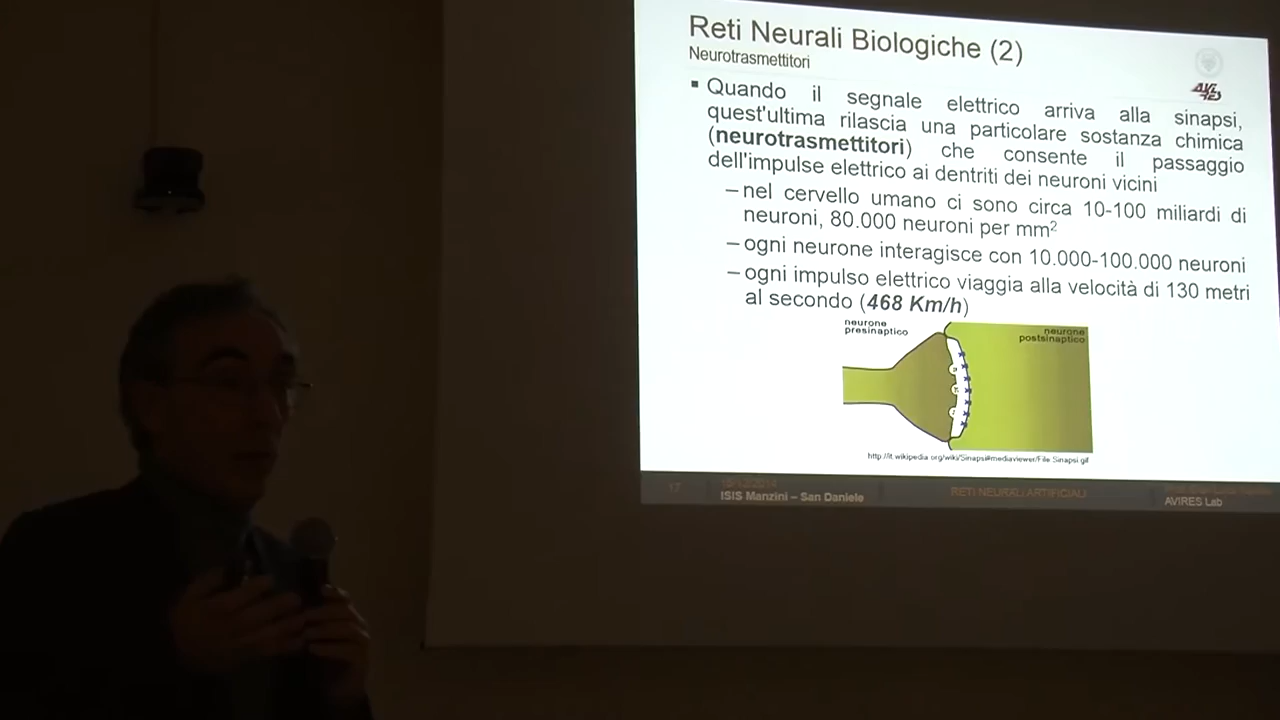 Reti Neurali Biologiche (2)
Neurotrasmettitori
▪ Quando il segnale elettrico arriva alla sinapsi,
quest'ultima rilascia una particolare sostanza chimica
(neurotrasmettitori) che consente il passaggio
dell'impulse elettrico ai dentriti dei neuroni vicini
– nel cervello umano ci sono circa 10-100 miliardi di
neuroni, 80.000 neuroni per mm²
– ogni neurone interagisce con 10.000-100.000 neuroni
– ogni impulso elettrico viaggia alla velocità di 130 metri
al secondo (468 Km/h)
neurone
presinaptico
neurone
postsinaptico
http://it.wikipedia.org/wiki/Sinapsi#mediaviewer/File:Sinapsi.gif
17
15/12/2014
ISIS Manzini – San Daniele
RETI NEURALI ARTIFICIALI
AVIRES Lab